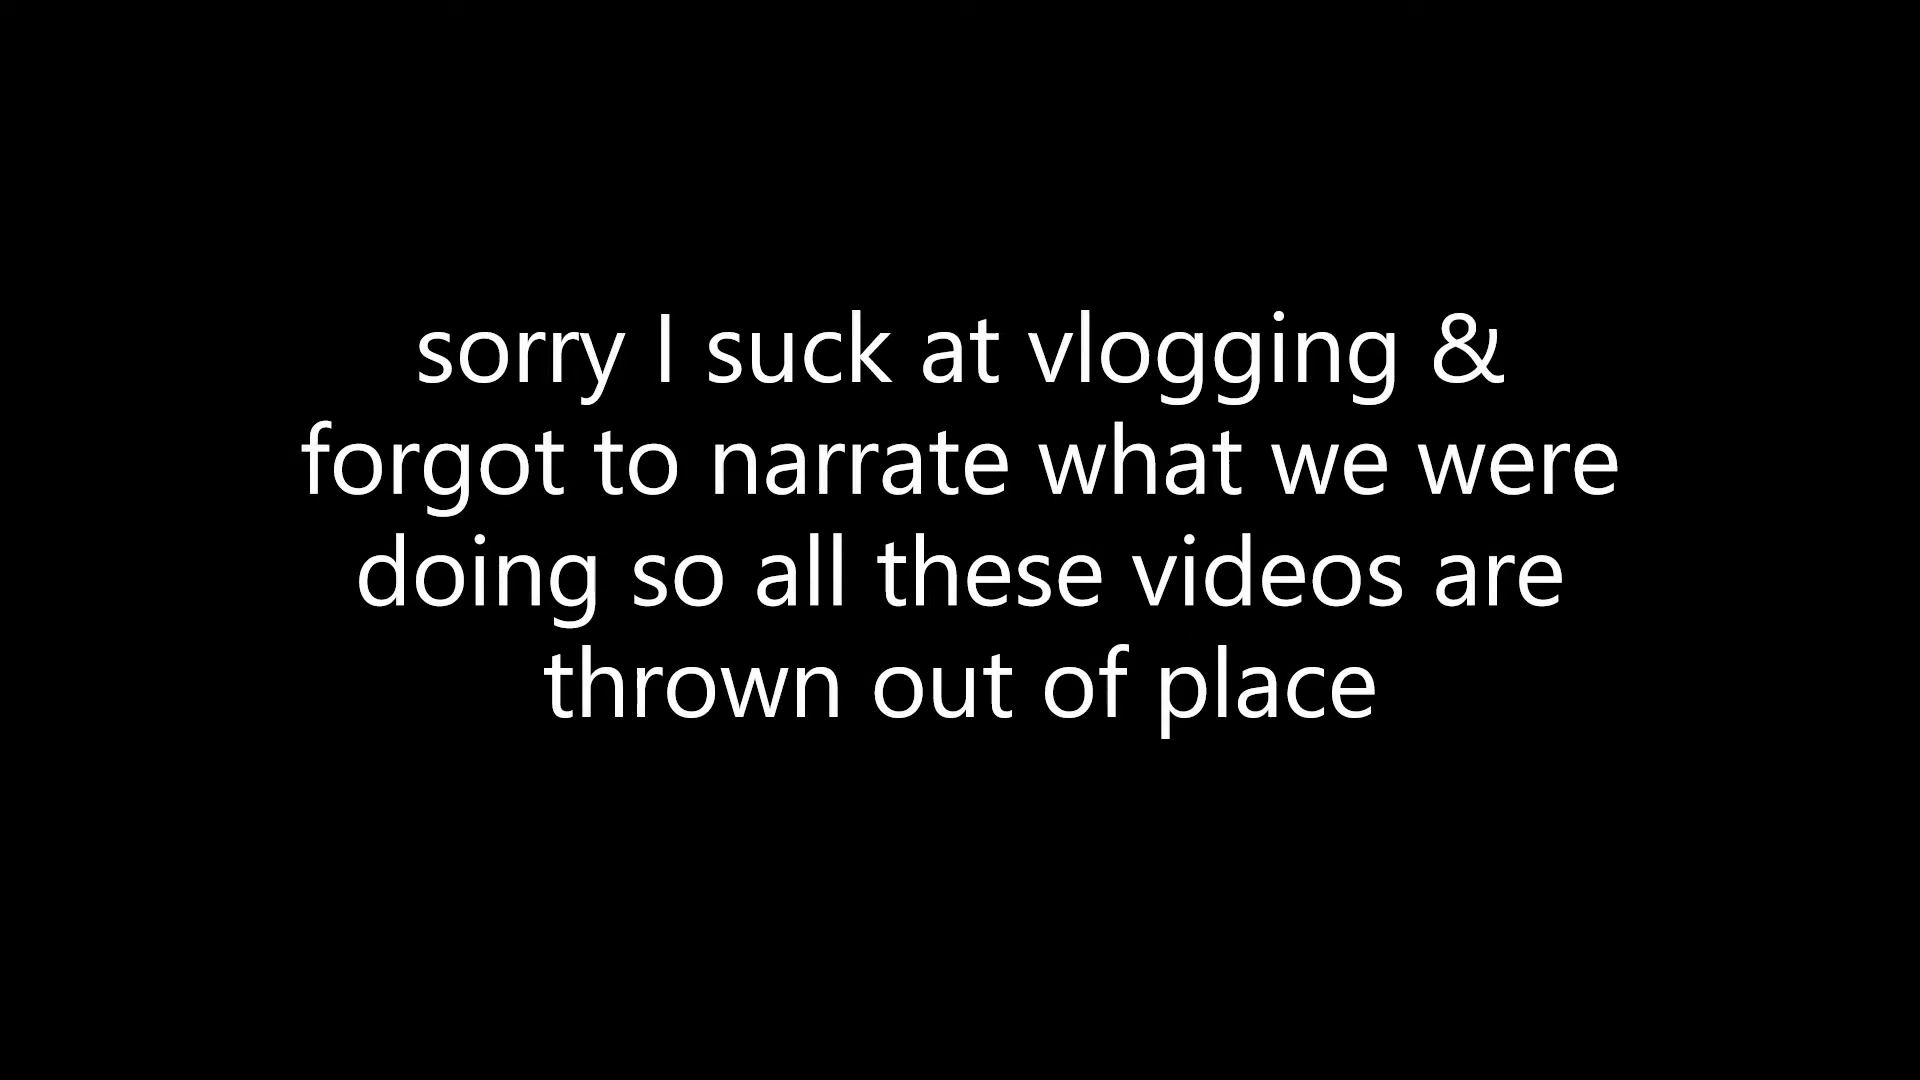 sorry I suck at vlogging &
forgot to narrate what we were
doing so all these videos are
thrown out of place